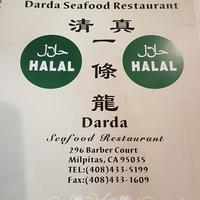 Darda Seafood Restaurant
清 真
حلال HALAL
一
حلال HALAL
條
龍
Darda
Seafood Restaurant
296 Barber Court
Milpitas, CA 95035
TEL:(408)433-5199
Fax:(408)433-1609